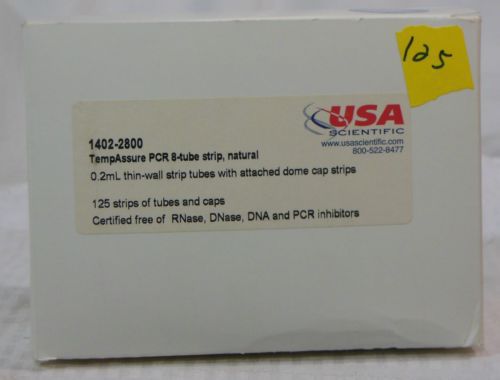 125
USA
SCIENTIFIC
www.usascientific.com
800-522-8477
1402-2800
TempAssure PCR 8-tube strip, natural
0.2mL thin-wall strip tubes with attached dome cap strips
125 strips of tubes and caps
Certified free of RNase, DNase, DNA and PCR inhibitors